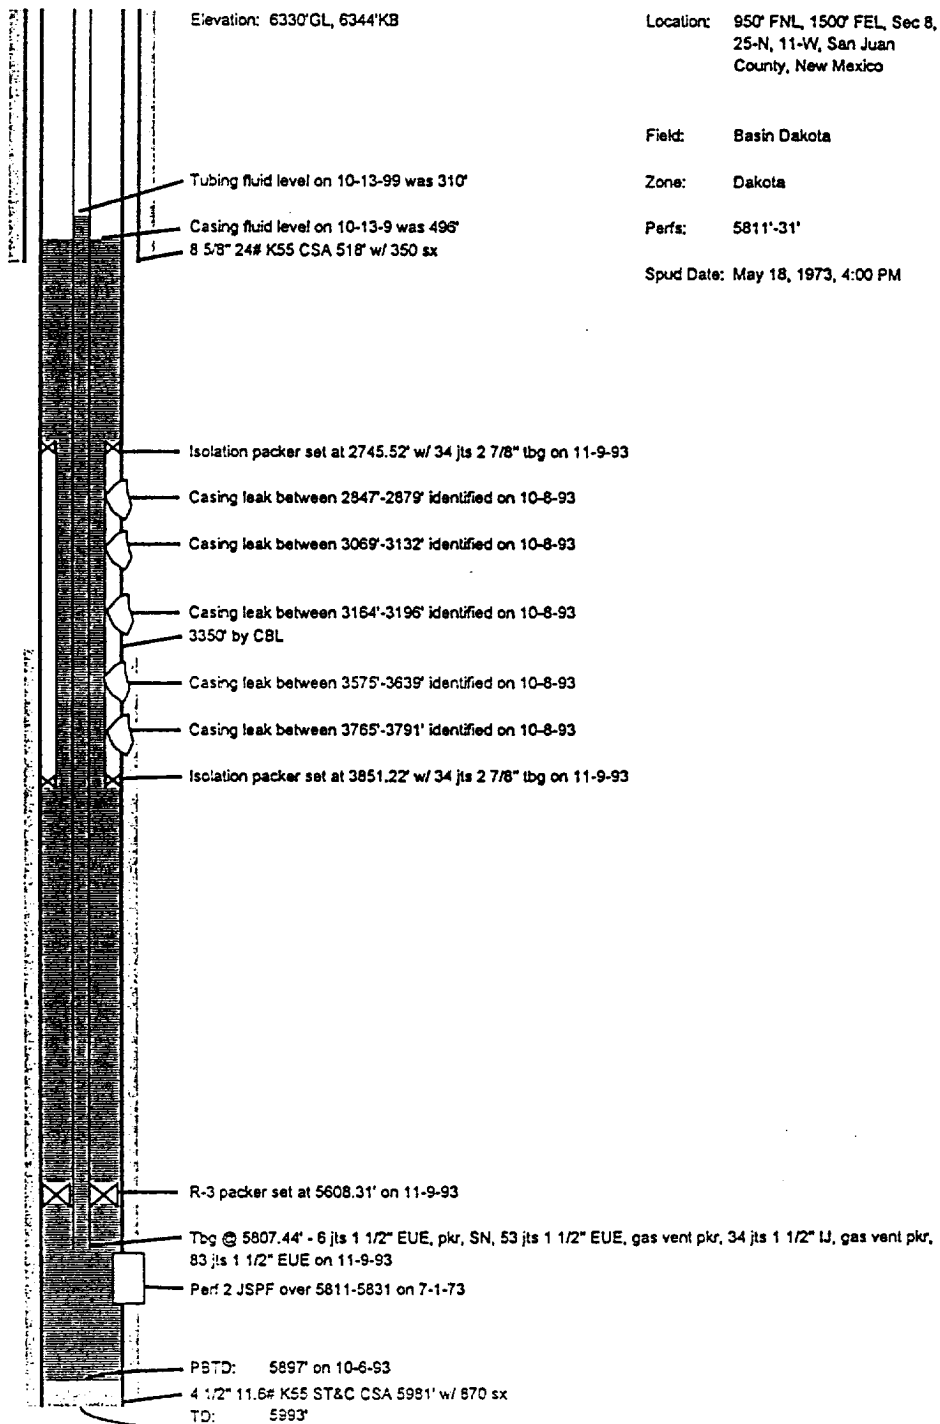 Elevation: 6330'GL, 6344'KB
Location: 950' FNL, 1500' FEL, Sec 8,
25-N, 11-W, San Juan
County, New Mexico
Field: Basin Dakota
Tubing fluid level on 10-13-99 was 310'
Zone: Dakota
Casing fluid level on 10-13-9 was 496'
Perfs: 5811'-31'
8 5/8" 24# K55 CSA 518' w/ 350 sx
Spud Date: May 18, 1973, 4:00 PM
Isolation packer set at 2745.52' w/ 34 jts 2 7/8" tbg on 11-9-93
Casing leak between 2847'-2879' identified on 10-8-93
Casing leak between 3069'-3132' identified on 10-8-93
Casing leak between 3164'-3196' identified on 10-8-93
3350' by CBL
Casing leak between 3575'-3639' identified on 10-8-93
Casing leak between 3765'-3791' identified on 10-8-93
Isolation packer set at 3851.22' w/ 34 jts 2 7/8" tbg on 11-9-93
R-3 packer set at 5608.31' on 11-9-93
Tbg @ 5807.44' - 6 jts 1 1/2" EUE, pkr, SN, 53 jts 1 1/2" EUE, gas vent pkr, 34 jts 1 1/2" IJ, gas vent pkr,
83 jts 1 1/2" EUE on 11-9-93
Perf 2 JSPF over 5811-5831 on 7-1-73
PBTD: 5897' on 10-6-93
4 1/2" 11.6# K55 ST&C CSA 5981' w/ 870 sx
TD: 5993'